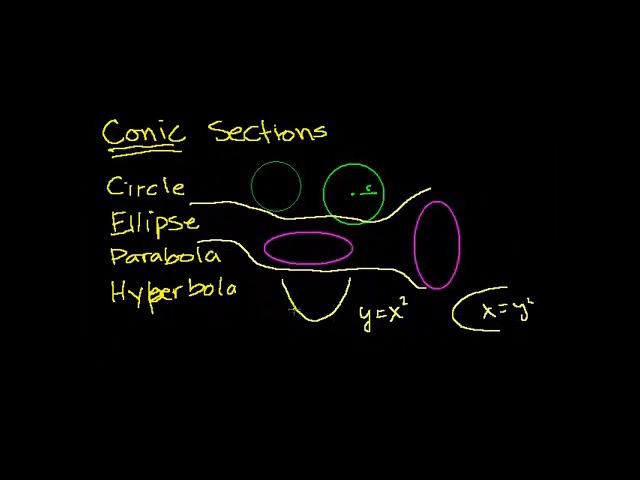 Conic Sections
Circle
Ellipse
Parabola
Hyperbola
y=x²
x=y²